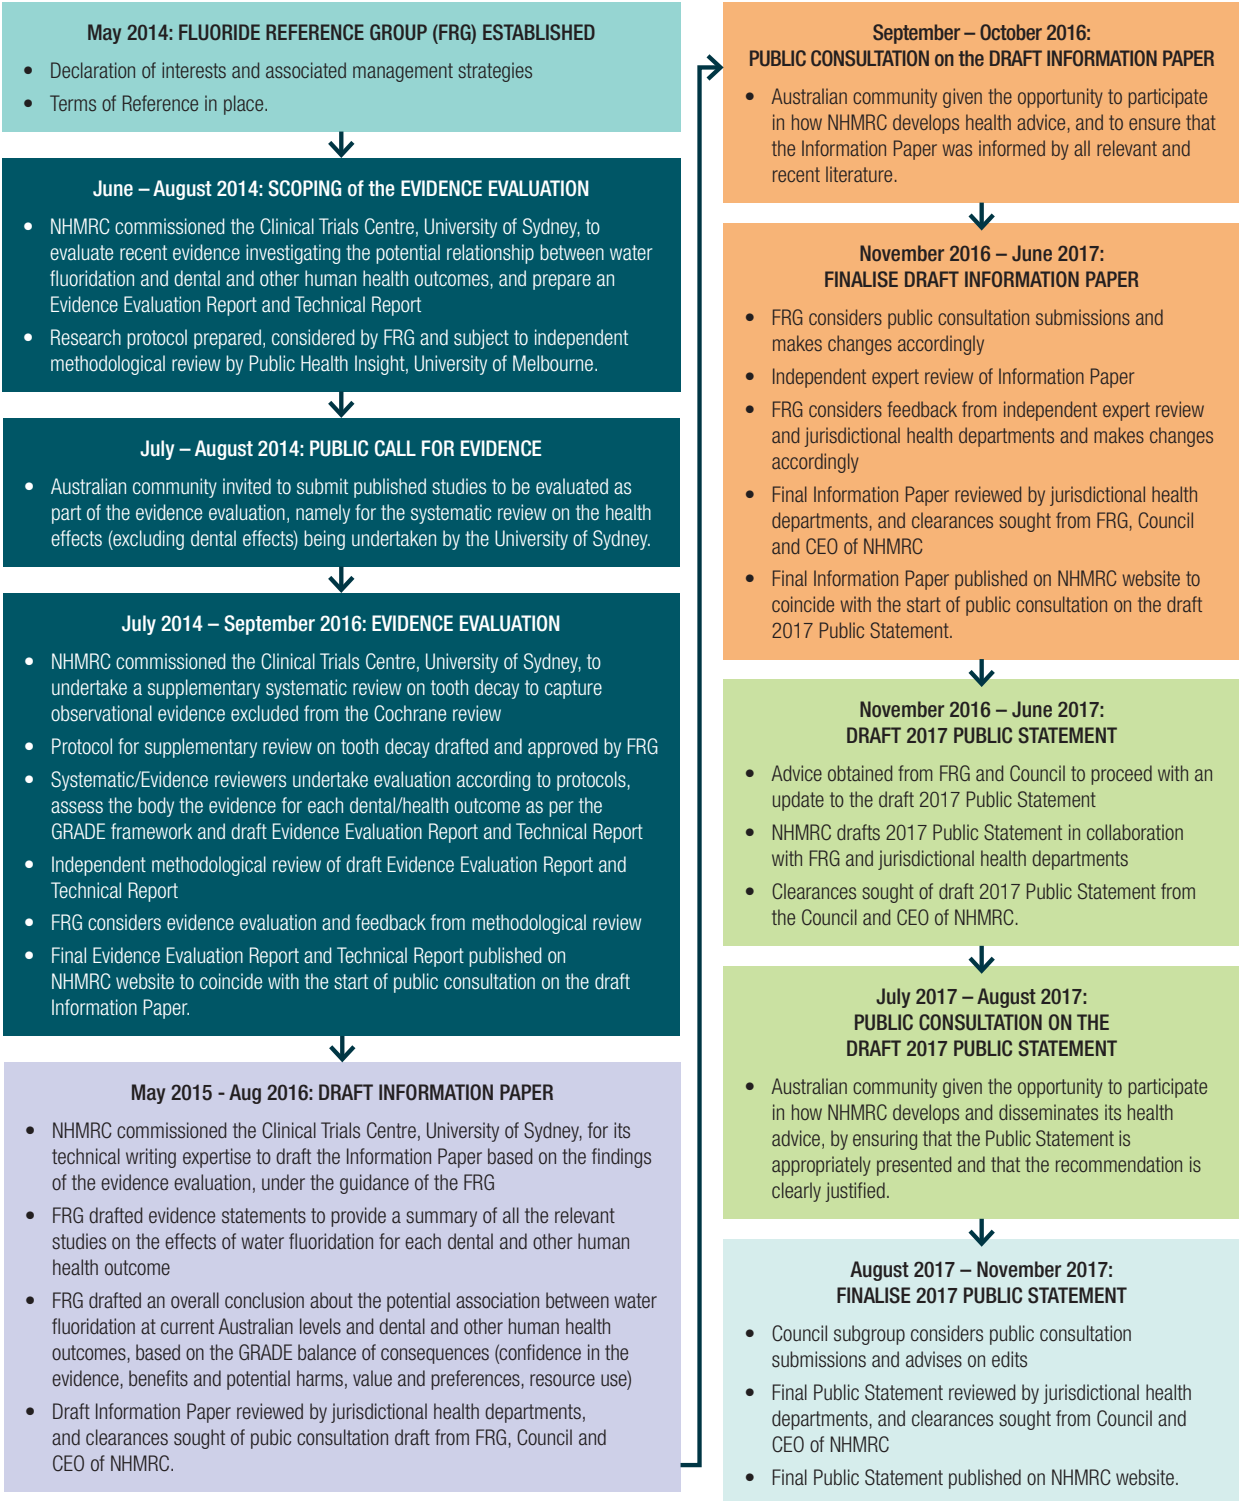 May 2014: FLUORIDE REFERENCE GROUP (FRG) ESTABLISHED
• Declaration of interests and associated management strategies
• Terms of Reference in place.
June – August 2014: SCOPING of the EVIDENCE EVALUATION
• NHMRC commissioned the Clinical Trials Centre, University of Sydney, to
evaluate recent evidence investigating the potential relationship between water
fluoridation and dental and other human health outcomes, and prepare an
Evidence Evaluation Report and Technical Report
• Research protocol prepared, considered by FRG and subject to independent
methodological review by Public Health Insight, University of Melbourne.
July – August 2014: PUBLIC CALL FOR EVIDENCE
• Australian community invited to submit published studies to be evaluated as
part of the evidence evaluation, namely for the systematic review on the health
effects (excluding dental effects) being undertaken by the University of Sydney.
July 2014 – September 2016: EVIDENCE EVALUATION
• NHMRC commissioned the Clinical Trials Centre, University of Sydney, to
undertake a supplementary systematic review on tooth decay to capture
observational evidence excluded from the Cochrane review
• Protocol for supplementary review on tooth decay drafted and approved by FRG
• Systematic/Evidence reviewers undertake evaluation according to protocols,
assess the body the evidence for each dental/health outcome as per the
GRADE framework and draft Evidence Evaluation Report and Technical Report
• Independent methodological review of draft Evidence Evaluation Report and
Technical Report
• FRG considers evidence evaluation and feedback from methodological review
• Final Evidence Evaluation Report and Technical Report published on
NHMRC website to coincide with the start of public consultation on the draft
Information Paper.
May 2015 - Aug 2016: DRAFT INFORMATION PAPER
• NHMRC commissioned the Clinical Trials Centre, University of Sydney, for its
technical writing expertise to draft the Information Paper based on the findings
of the evidence evaluation, under the guidance of the FRG
• FRG drafted evidence statements to provide a summary of all the relevant
studies on the effects of water fluoridation for each dental and other human
health outcome
• FRG drafted an overall conclusion about the potential association between water
fluoridation at current Australian levels and dental and other human health
outcomes, based on the GRADE balance of consequences (confidence in the
evidence, benefits and potential harms, value and preferences, resource use)
• Draft Information Paper reviewed by jurisdictional health departments,
and clearances sought of pubic consultation draft from FRG, Council and
CEO of NHMRC.
September – October 2016:
PUBLIC CONSULTATION on the DRAFT INFORMATION PAPER
• Australian community given the opportunity to participate
in how NHMRC develops health advice, and to ensure that
the Information Paper was informed by all relevant and
recent literature.
November 2016 – June 2017:
FINALISE DRAFT INFORMATION PAPER
• FRG considers public consultation submissions and
makes changes accordingly
• Independent expert review of Information Paper
• FRG considers feedback from independent expert review
and jurisdictional health departments and makes changes
accordingly
• Final Information Paper reviewed by jurisdictional health
departments, and clearances sought from FRG, Council
and CEO of NHMRC
• Final Information Paper published on NHMRC website to
coincide with the start of public consultation on the draft
2017 Public Statement.
November 2016 – June 2017:
DRAFT 2017 PUBLIC STATEMENT
• Advice obtained from FRG and Council to proceed with an
update to the draft 2017 Public Statement
• NHMRC drafts 2017 Public Statement in collaboration
with FRG and jurisdictional health departments
• Clearances sought of draft 2017 Public Statement from
the Council and CEO of NHMRC.
July 2017 – August 2017:
PUBLIC CONSULTATION ON THE
DRAFT 2017 PUBLIC STATEMENT
• Australian community given the opportunity to participate
in how NHMRC develops and disseminates its health
advice, by ensuring that the Public Statement is
appropriately presented and that the recommendation is
clearly justified.
August 2017 – November 2017:
FINALISE 2017 PUBLIC STATEMENT
• Council subgroup considers public consultation
submissions and advises on edits
• Final Public Statement reviewed by jurisdictional health
departments, and clearances sought from Council and
CEO of NHMRC
• Final Public Statement published on NHMRC website.